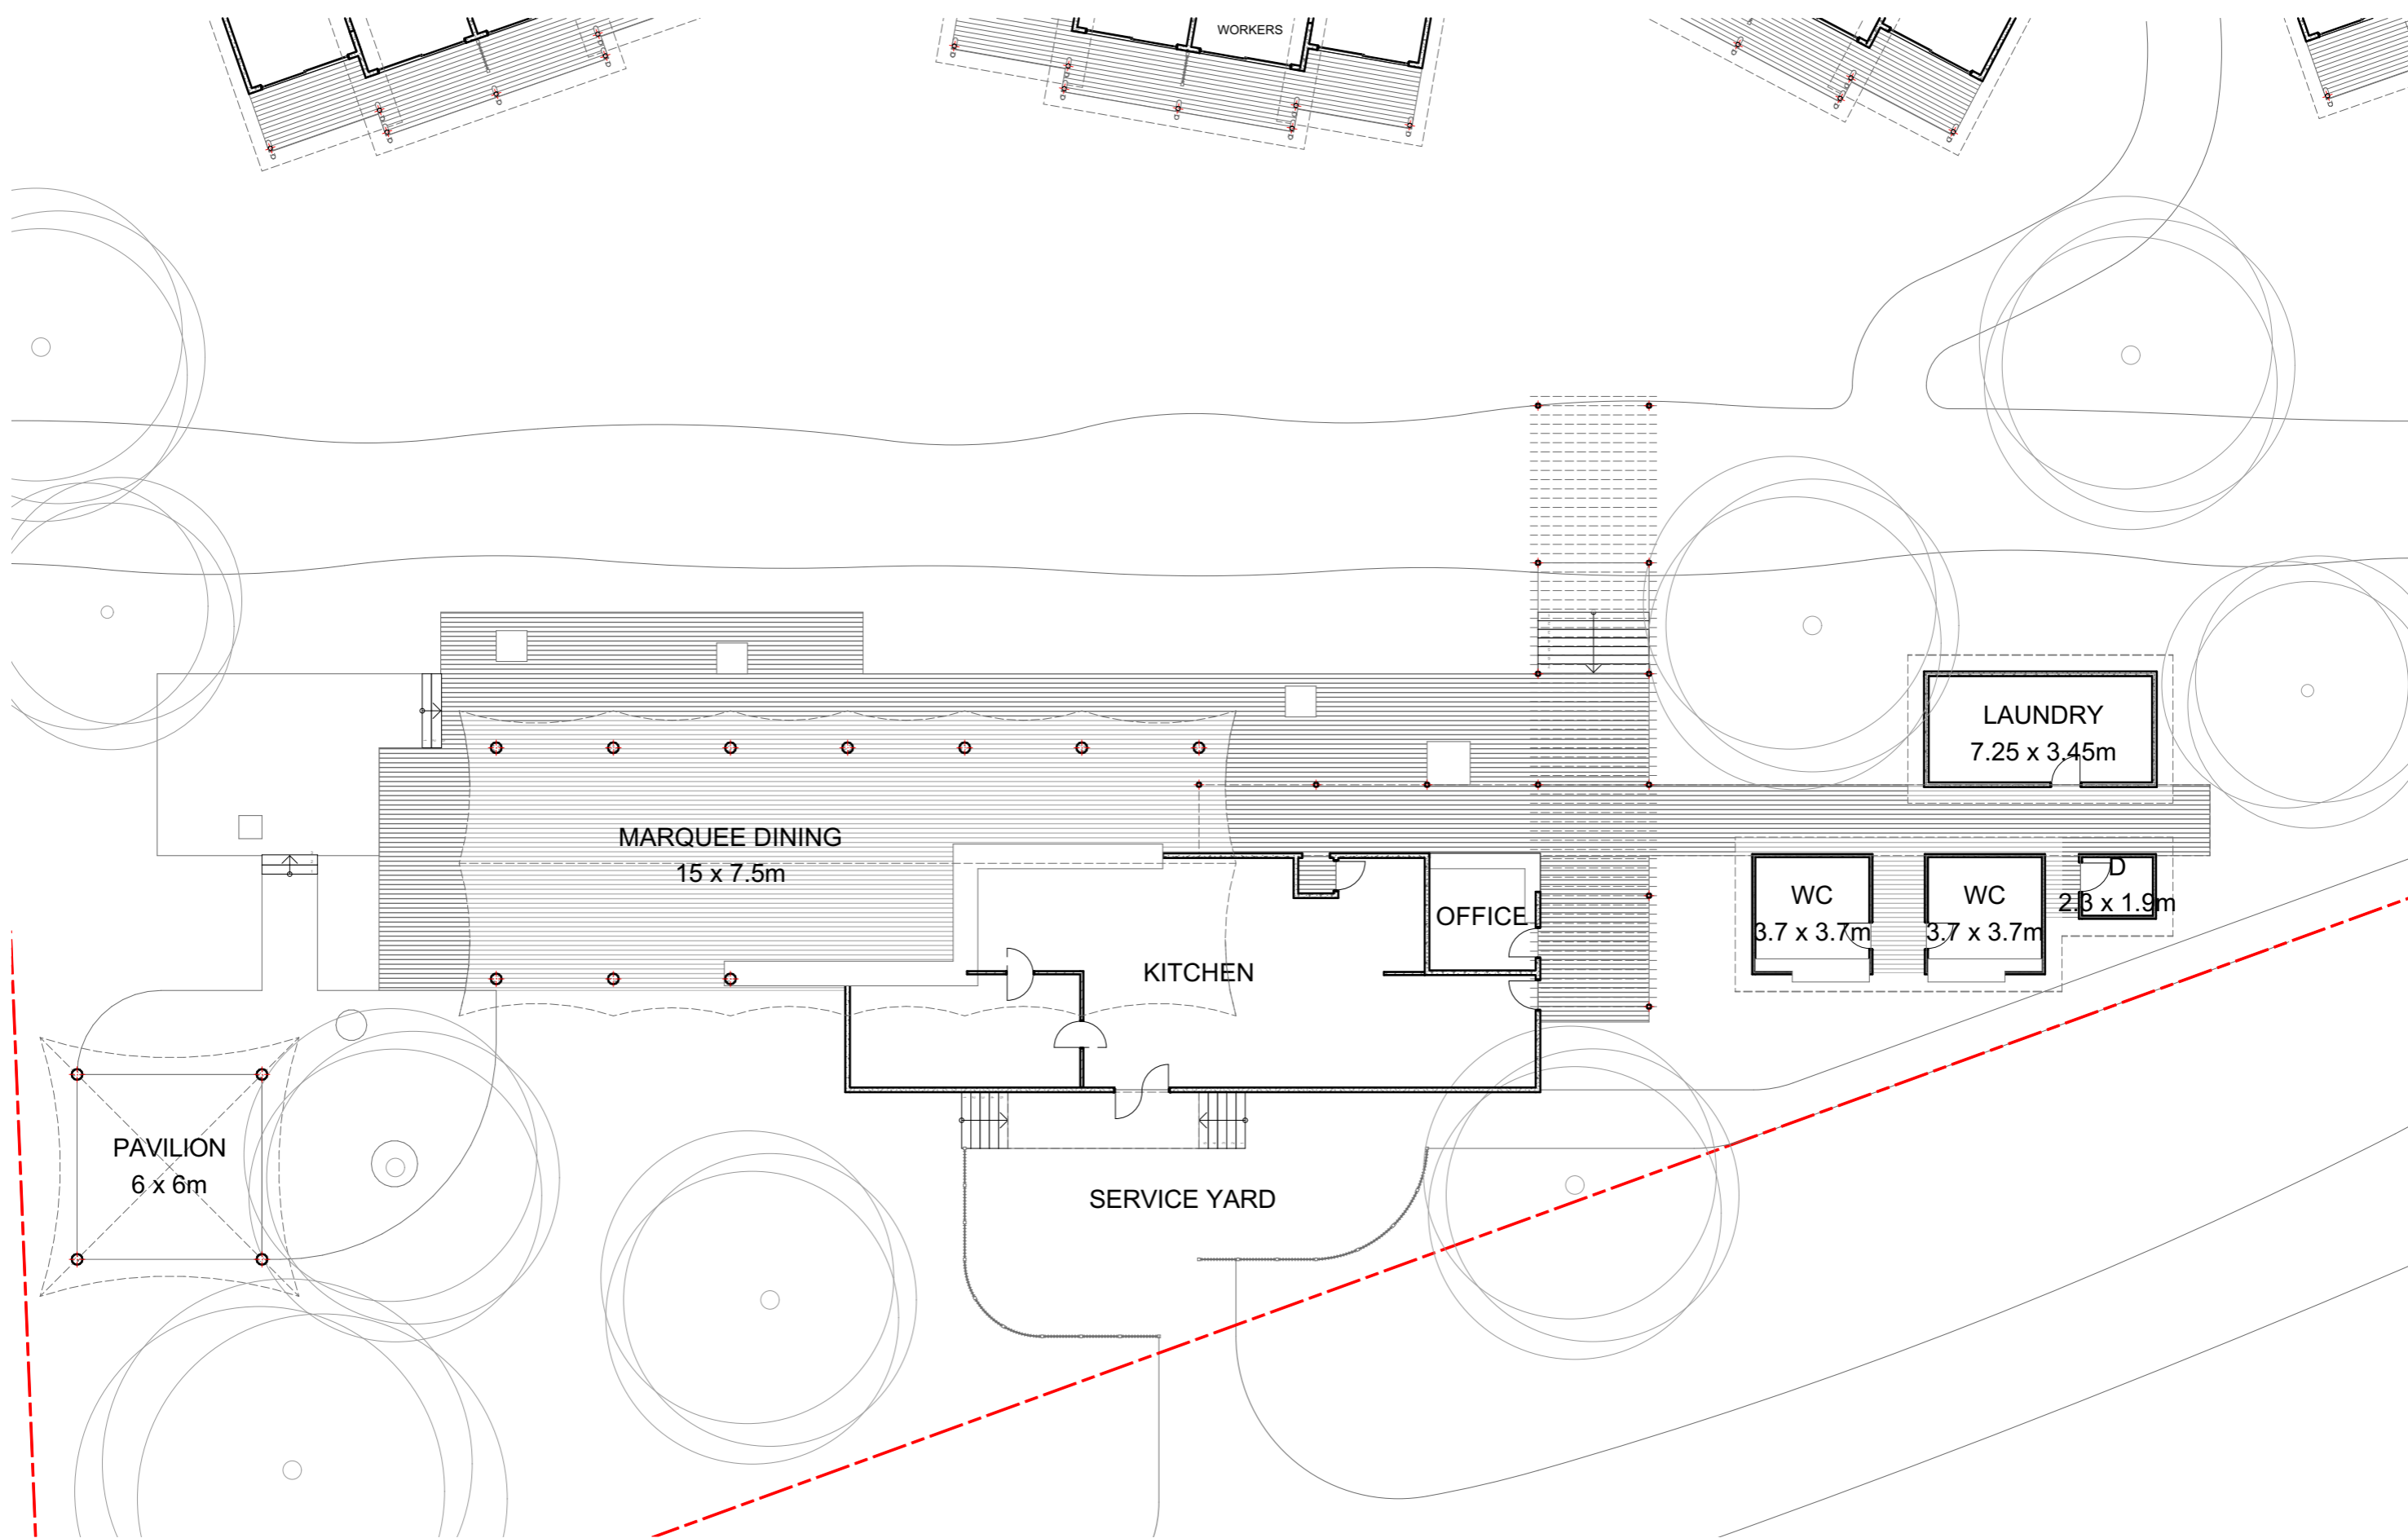 WORKERS
LAUNDRY
7.25 x 3.45m
MARQUEE DINING
15 x 7.5m
D
2.3 x 1.9m
WC
3.7 x 3.7m
WC
3.7 x 3.7m
OFFICE
KITCHEN
PAVILION
6 x 6m
SERVICE YARD